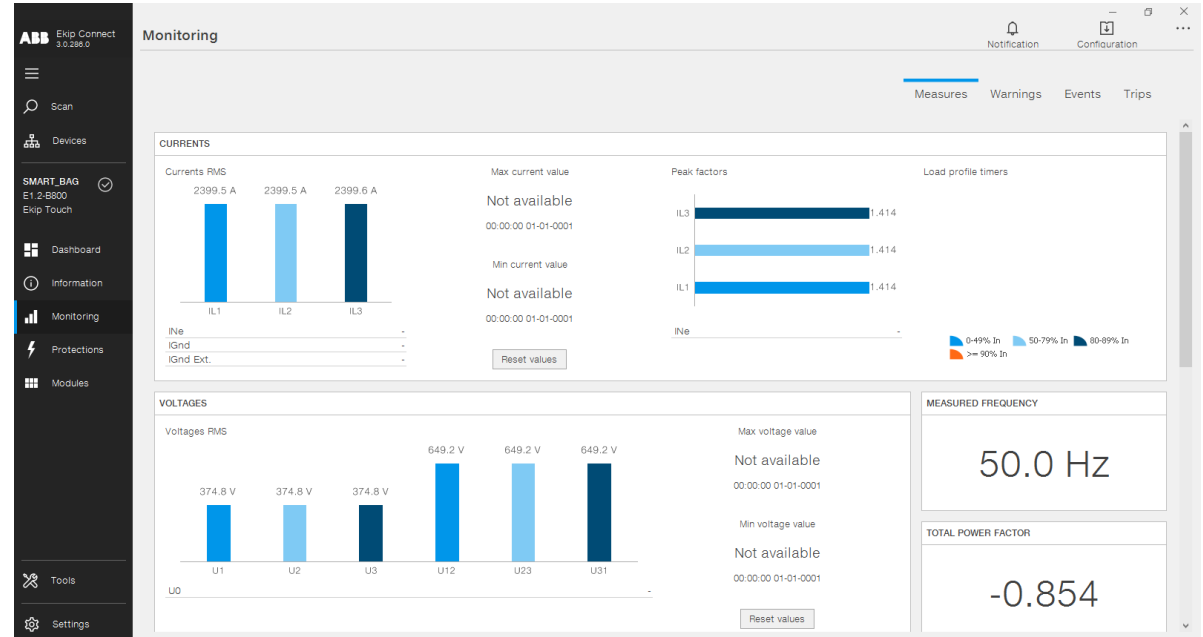 ABB
Ekip Connect
3.0.286.0
Monitoring
Notification
Configuration
Scan
Devices
SMART_BAG
E1.2-B800
Ekip Touch
Dashboard
Information
Monitoring
Protections
Modules
Tools
Settings
Measures Warnings Events Trips
CURRENTS
Currents RMS
2399.5 A 2399.5 A 2399.6 A
IL1 IL2 IL3
INe -
IGnd -
IGnd Ext. -
Max current value
Not available
00:00:00 01-01-0001
Min current value
Not available
00:00:00 01-01-0001
Reset values
Peak factors
IL3 1.414
IL2 1.414
IL1 1.414
INe -
Load profile timers
0-49% In 50-79% In 80-89% In
>= 90% In
VOLTAGES
Voltages RMS
374.8 V 374.8 V 374.8 V 649.2 V 649.2 V 649.2 V
U1 U2 U3 U12 U23 U31
U0 -
Max voltage value
Not available
00:00:00 01-01-0001
Min voltage value
Not available
00:00:00 01-01-0001
Reset values
MEASURED FREQUENCY
50.0 Hz
TOTAL POWER FACTOR
-0.854